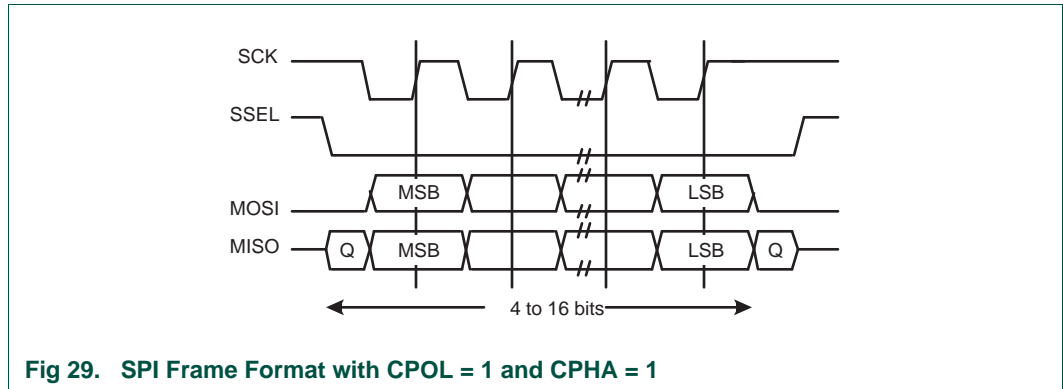 SCK
SSEL
MOSI
MSB
LSB
MISO
Q
MSB
LSB
Q
4 to 16 bits
Fig 29. SPI Frame Format with CPOL = 1 and CPHA = 1